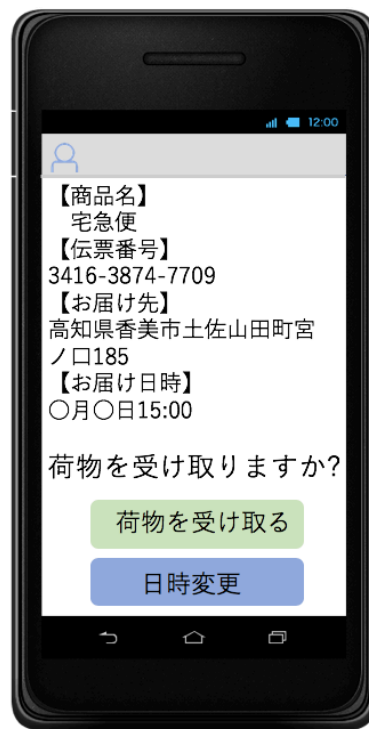 12:00
【商品名】
宅急便
【伝票番号】
3416-3874-7709
【お届け先】
高知県香美市土佐山田町宮
ノ口185
【お届け日時】
○月○日15:00
荷物を受け取りますか?
荷物を受け取る
日時変更